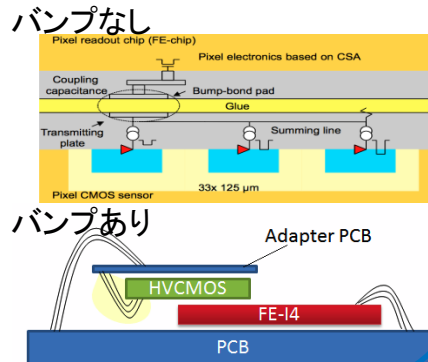 バンプなし
Pixel readout chip (FE-chip)
Pixel electronics based on CSA
Coupling
capacitance
Bump-bond pad
Glue
Transmitting
plate
Summing line
33x 125 μm
Pixel CMOS sensor
バンプあり
Adapter PCB
HVCMOS
FE-I4
PCB